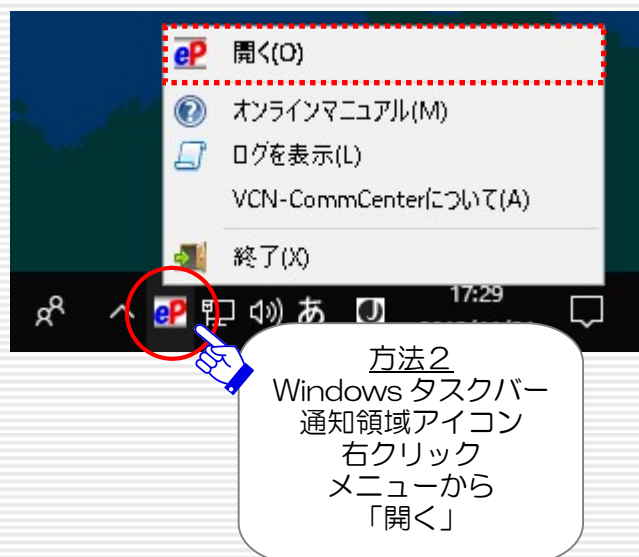 eP 開く(O)
オンラインマニュアル(M)
ログを表示(L)
VCN-CommCenterについて(A)
終了(X)
eP あ 17:29
方法2
Windows タスクバー
通知領域アイコン
右クリック
メニューから
「開く」